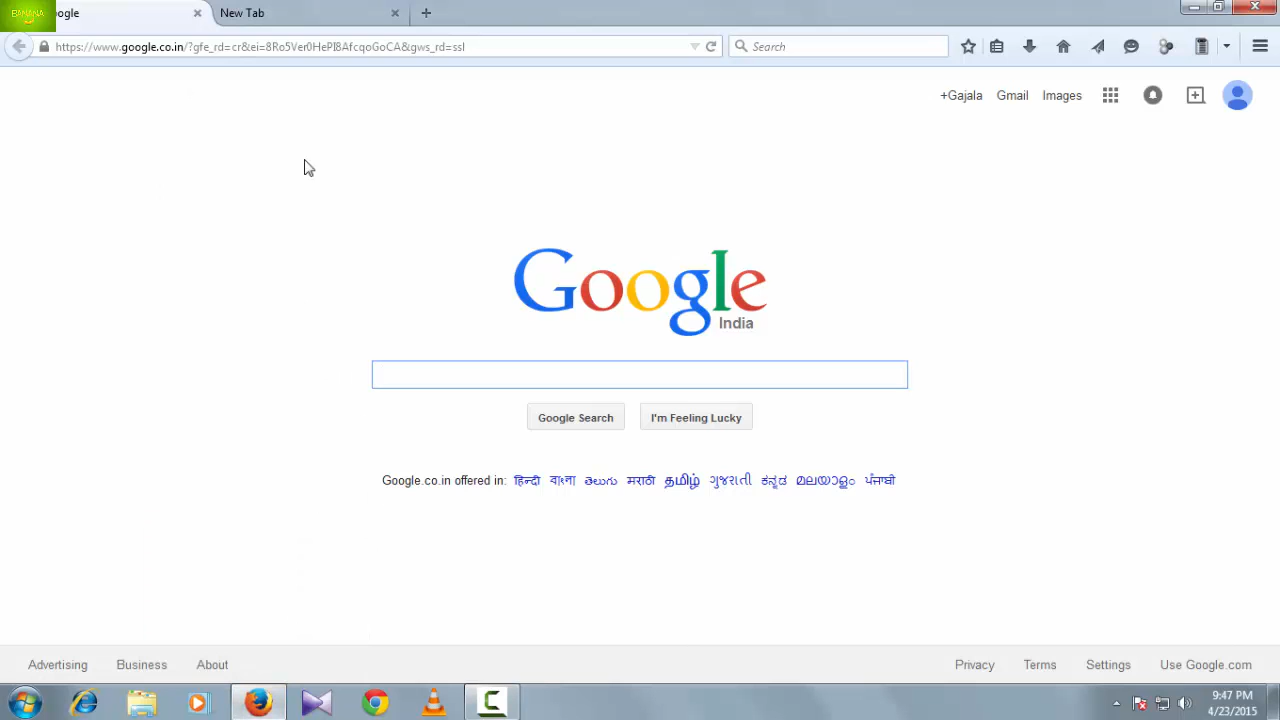 BANANA
ogle
New Tab
https://www.google.co.in/?gfe_rd=cr&ei=8Ro5Ver0HePI8AfcqoGoCA&gws_rd=ssl
Search
+Gajala Gmail Images
Google
India
Google Search I'm Feeling Lucky
Google.co.in offered in: हिन्दी বাংলা తెలుగు मराठी தமிழ் ગુજરાતી ಕನ್ನಡ മലയാളം ਪੰਜਾਬੀ
Advertising Business About Privacy Terms Settings Use Google.com
9:47 PM
4/23/2015